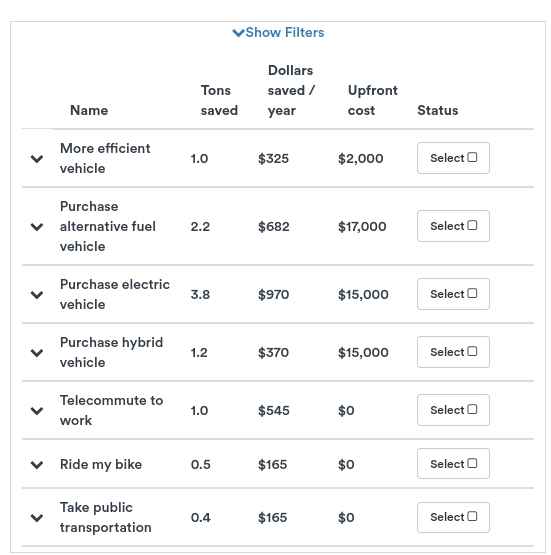 Show Filters
Name Tons saved Dollars saved / year Upfront cost Status
More efficient vehicle 1.0 $325 $2,000 Select
Purchase alternative fuel vehicle 2.2 $682 $17,000 Select
Purchase electric vehicle 3.8 $970 $15,000 Select
Purchase hybrid vehicle 1.2 $370 $15,000 Select
Telecommute to work 1.0 $545 $0 Select
Ride my bike 0.5 $165 $0 Select
Take public transportation 0.4 $165 $0 Select